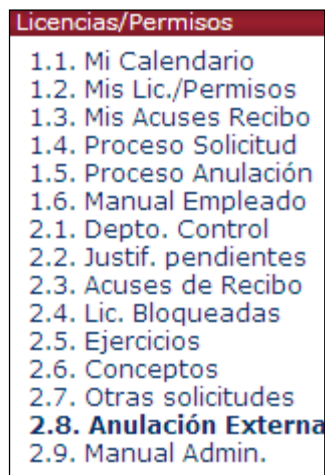 Licencias/Permisos
1.1. Mi Calendario
1.2. Mis Lic./Permisos
1.3. Mis Acuses Recibo
1.4. Proceso Solicitud
1.5. Proceso Anulación
1.6. Manual Empleado
2.1. Depto. Control
2.2. Justif. pendientes
2.3. Acuses de Recibo
2.4. Lic. Bloqueadas
2.5. Ejercicios
2.6. Conceptos
2.7. Otras solicitudes
2.8. Anulación Externa
2.9. Manual Admin.